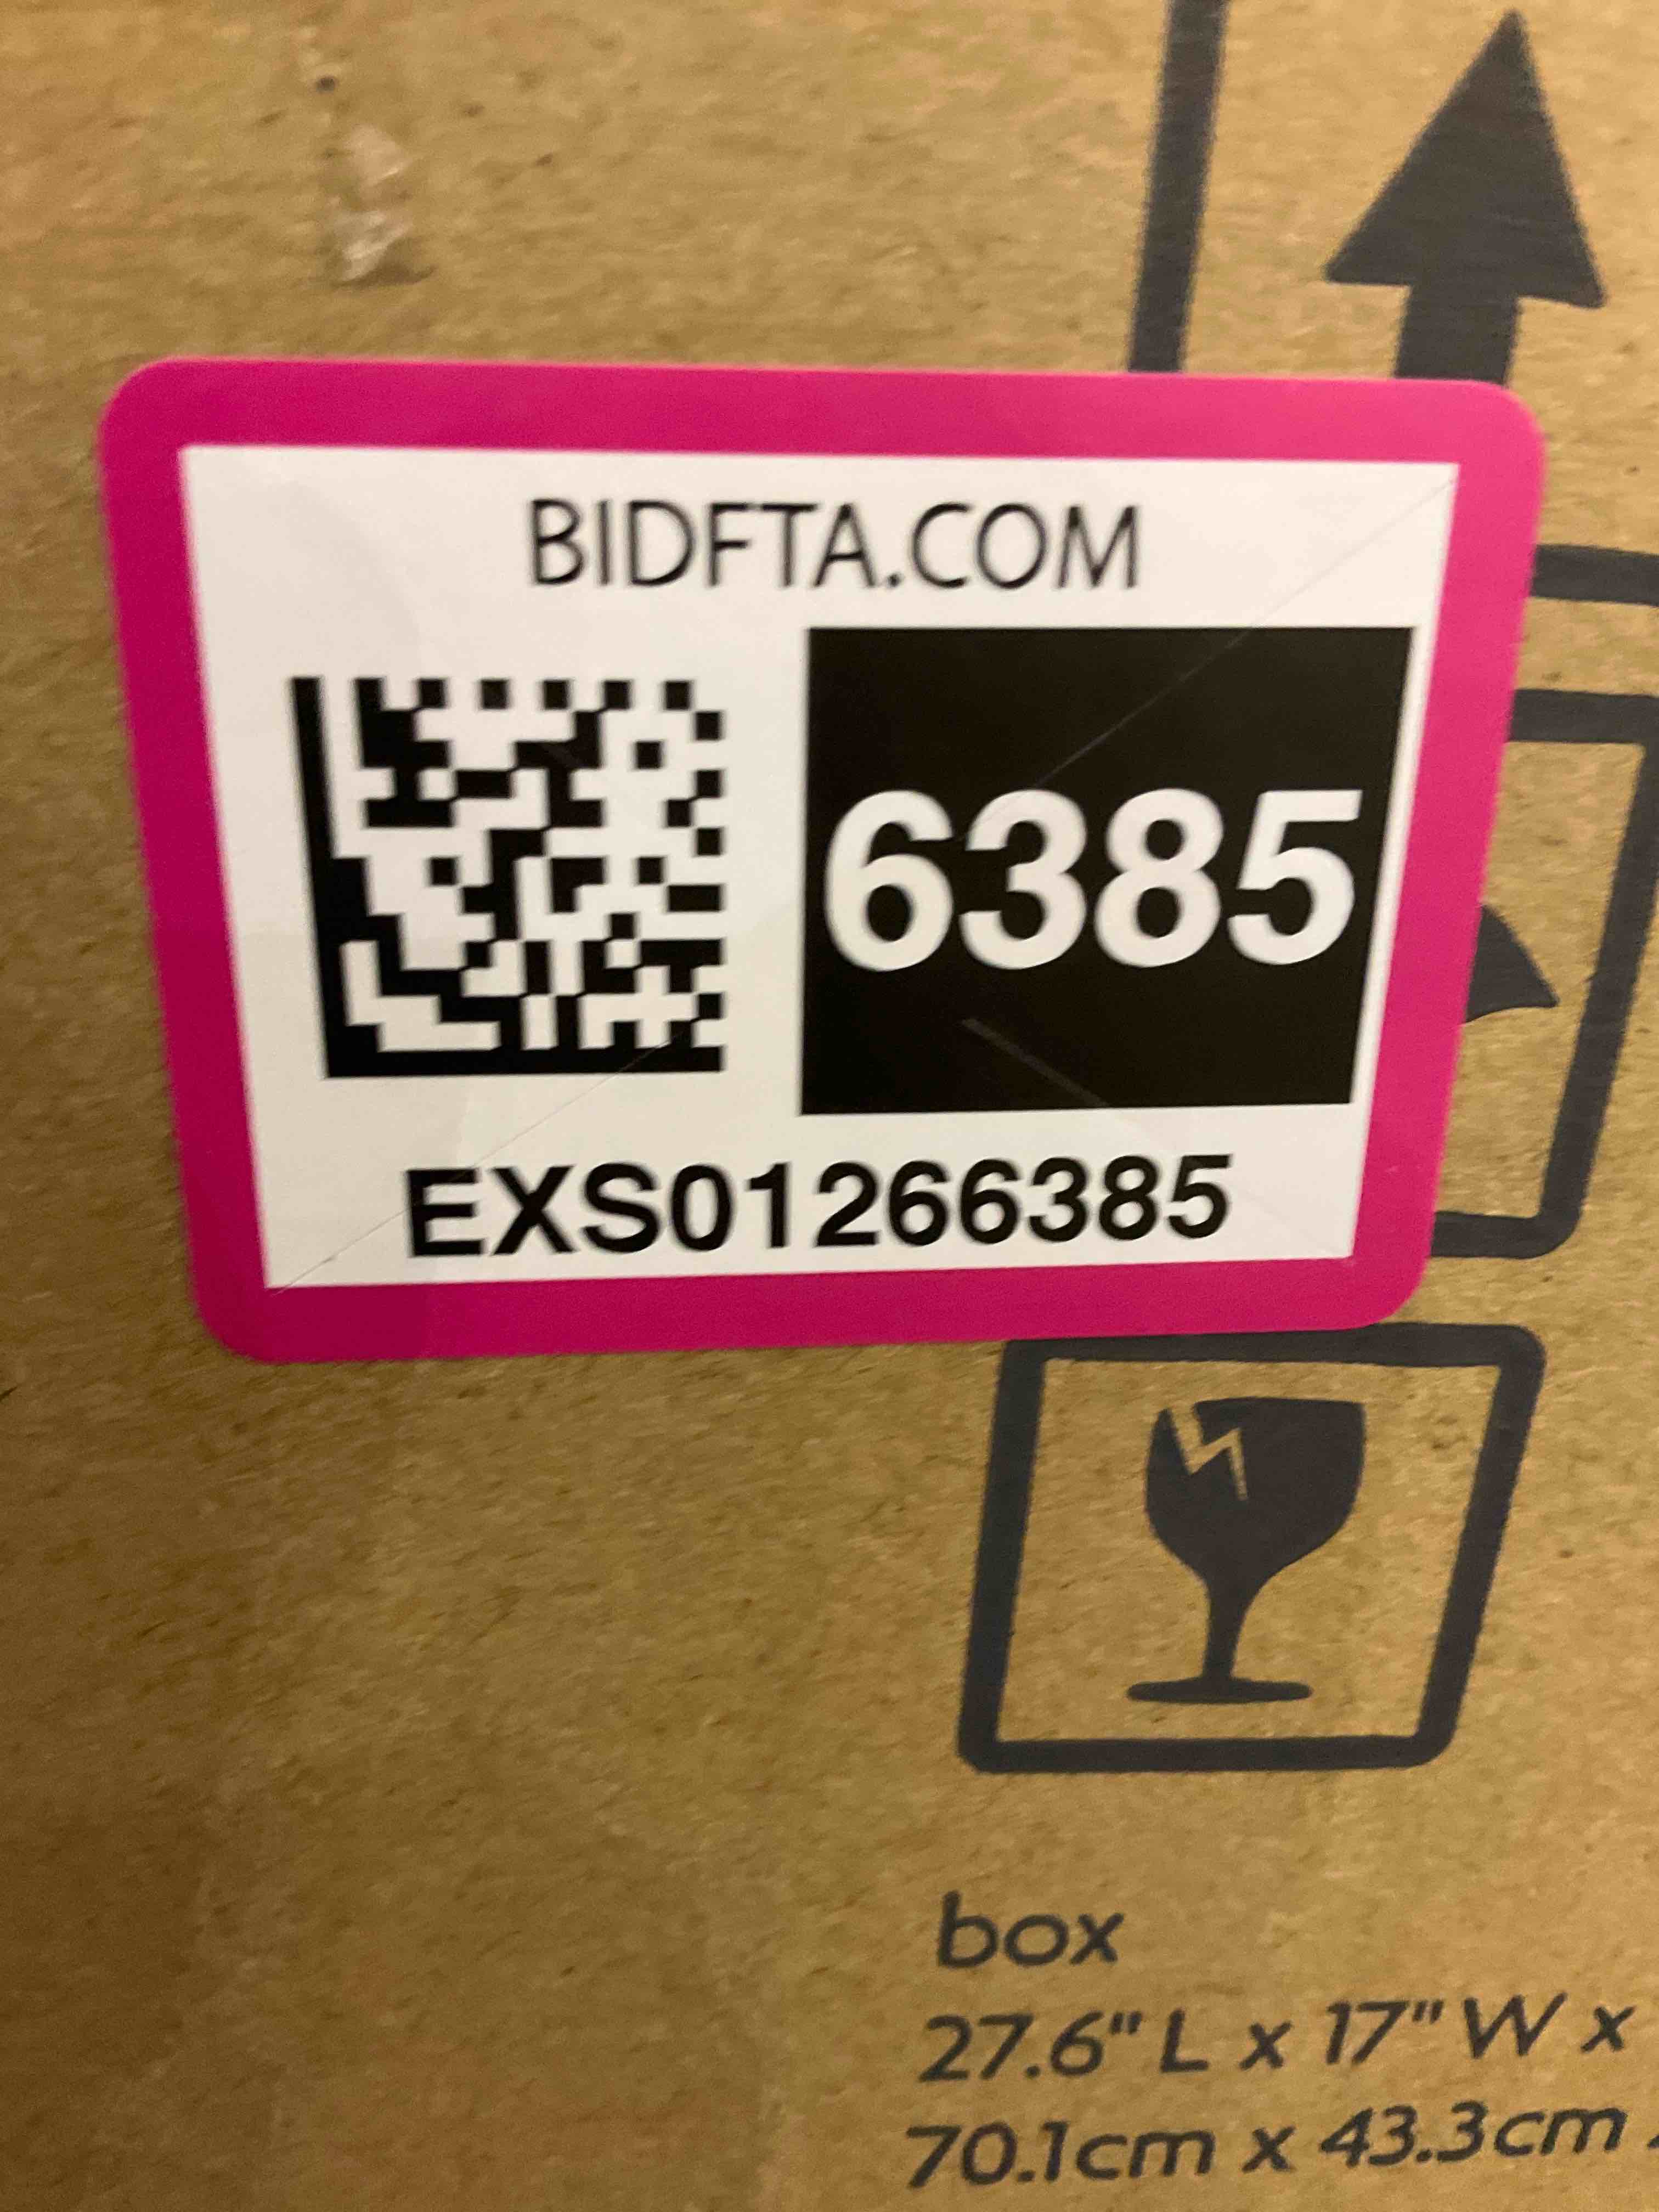 BIDFTA.COM
6385
EXS01266385
box
27.6" L x 17" W x
70.1cm x 43.3cm